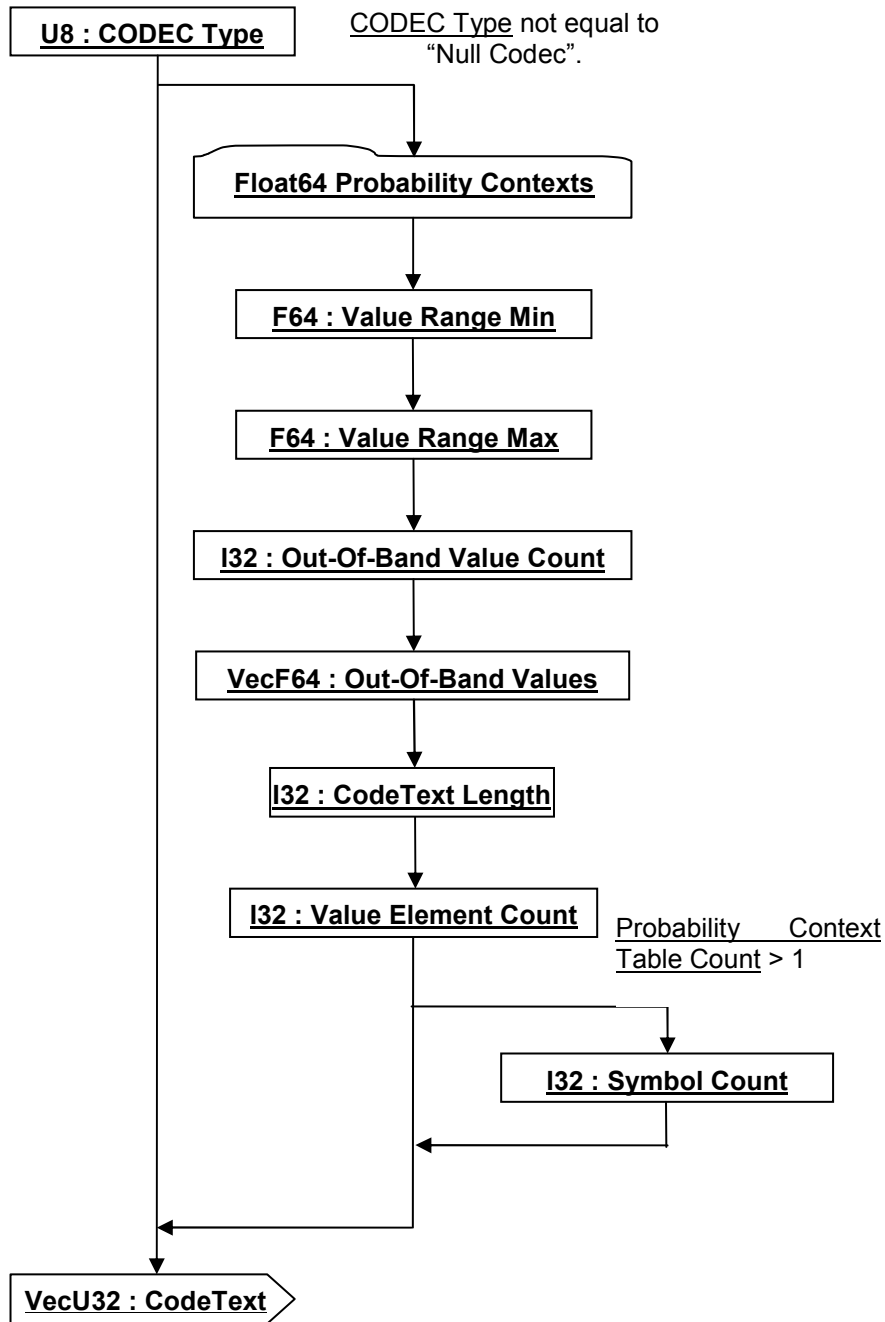 U8 : CODEC Type
CODEC Type not equal to
“Null Codec”.
Float64 Probability Contexts
F64 : Value Range Min
F64 : Value Range Max
I32 : Out-Of-Band Value Count
VecF64 : Out-Of-Band Values
I32 : CodeText Length
I32 : Value Element Count
Probability Context
Table Count > 1
I32 : Symbol Count
VecU32 : CodeText